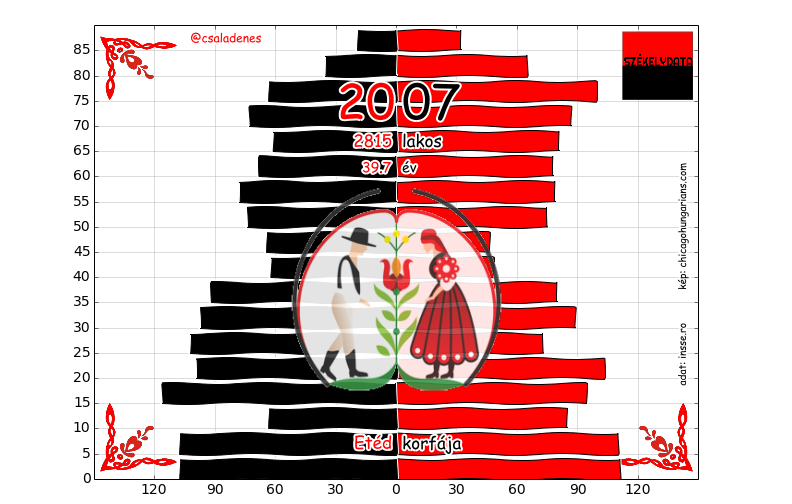 @csaladenes
SZÉKELYDATA
2007
2815 lakos
39.7 év
kép: chicagohungarians.com
adat: insse.ro
Etéd korfája
85
80
75
70
65
60
55
50
45
40
35
30
25
20
15
10
5
0
120 90 60 30 0 30 60 90 120